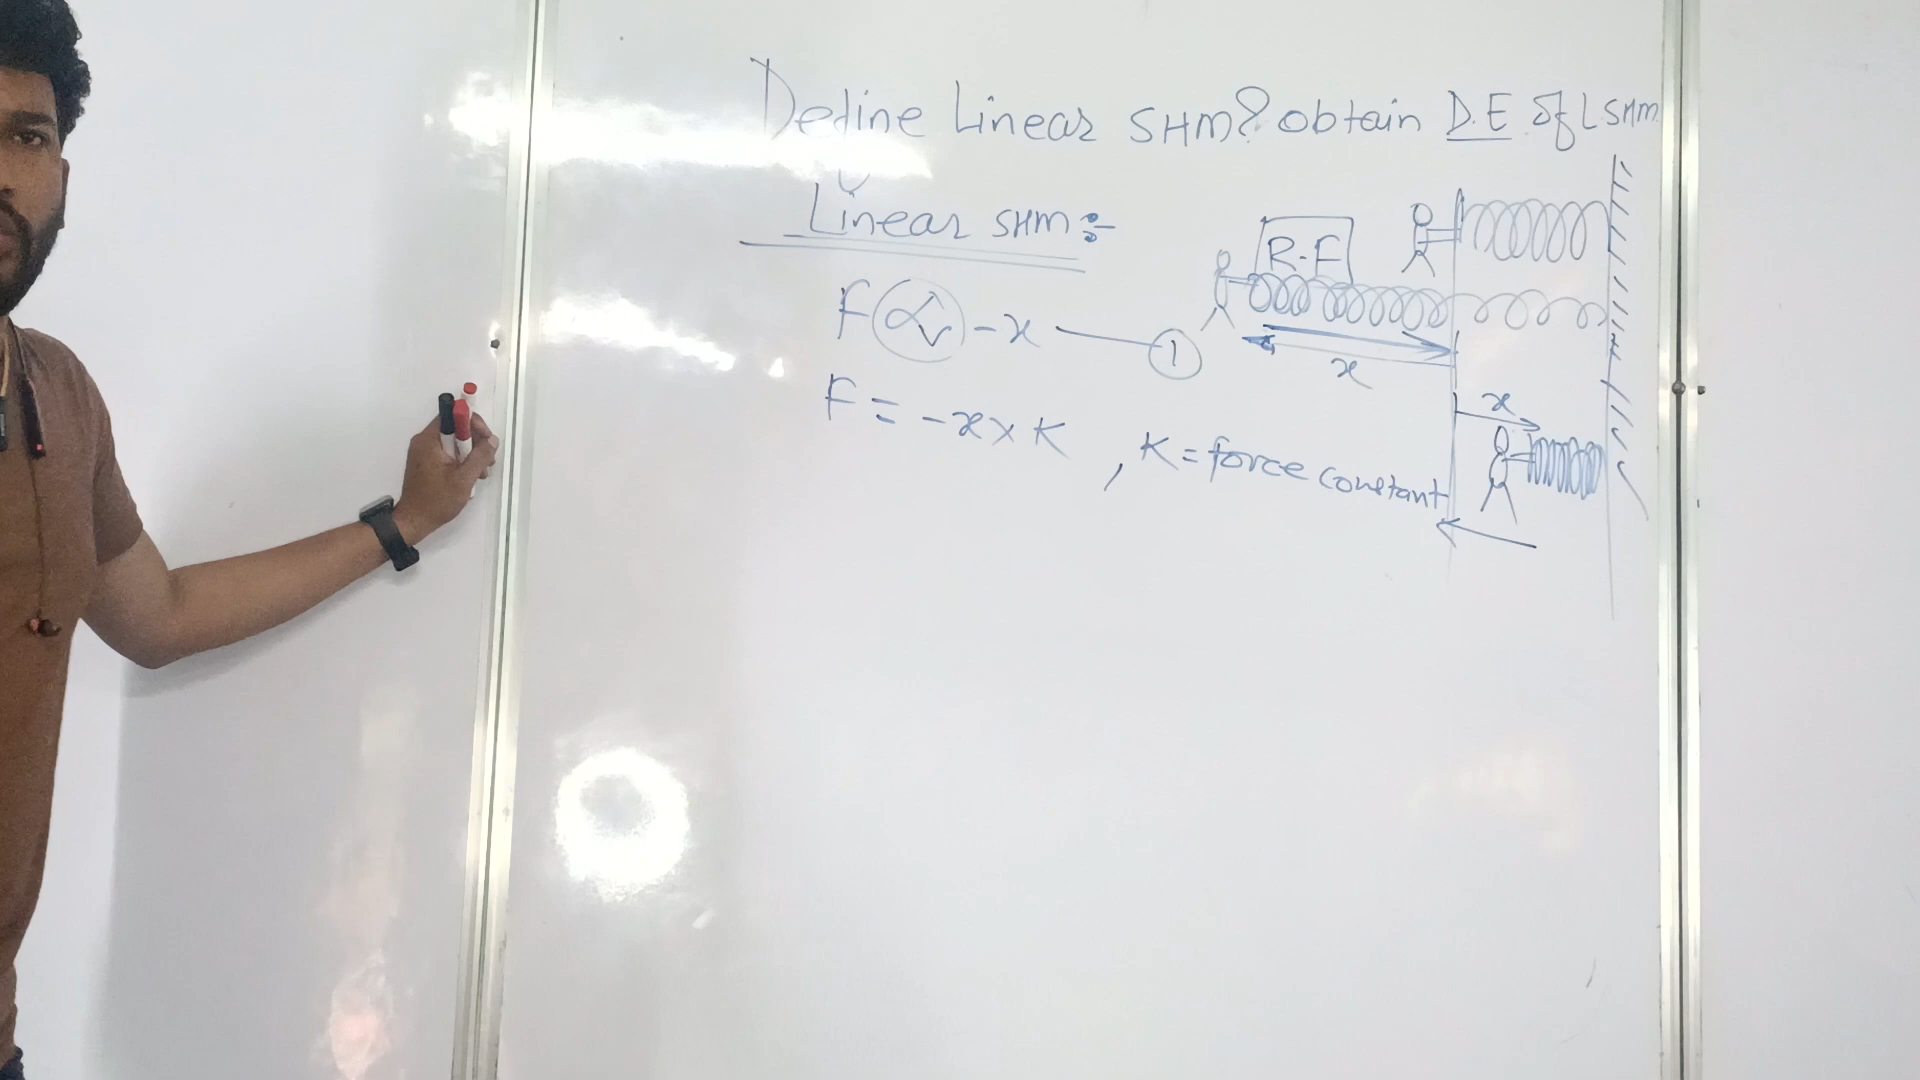 Define Linear SHM? obtain D.E of LSHM
Linear SHM :-
R.F
F ∝ -x ——— ①
x
x
F = -x × K , K = force constant